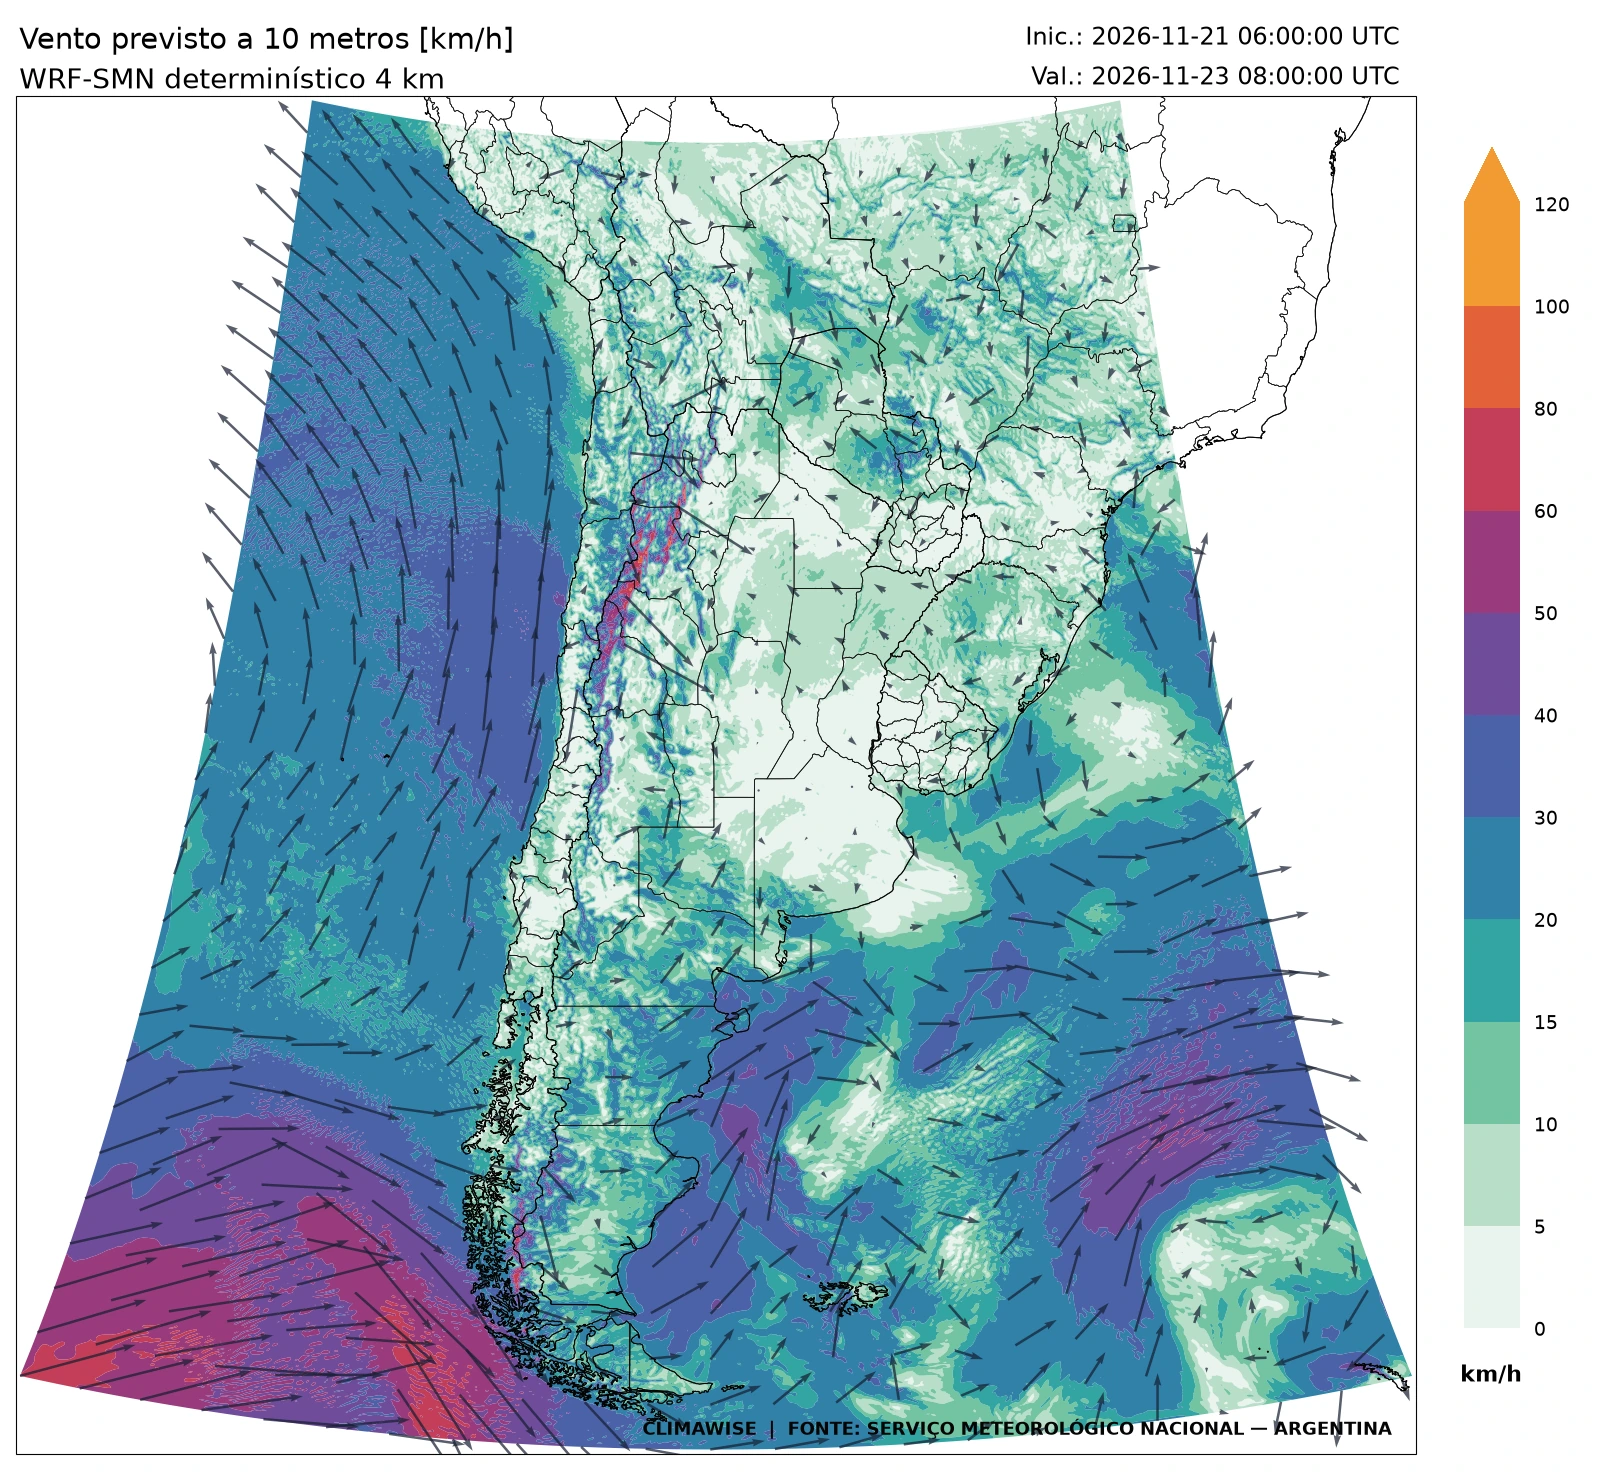 Vento previsto a 10 metros [km/h]
WRF-SMN determinístico 4 km
Inic.: 2026-11-21 06:00:00 UTC
Val.: 2026-11-23 08:00:00 UTC
120
100
80
60
50
40
30
20
15
10
5
0
km/h
CLIMAWISE | FONTE: SERVIÇO METEOROLÓGICO NACIONAL — ARGENTINA